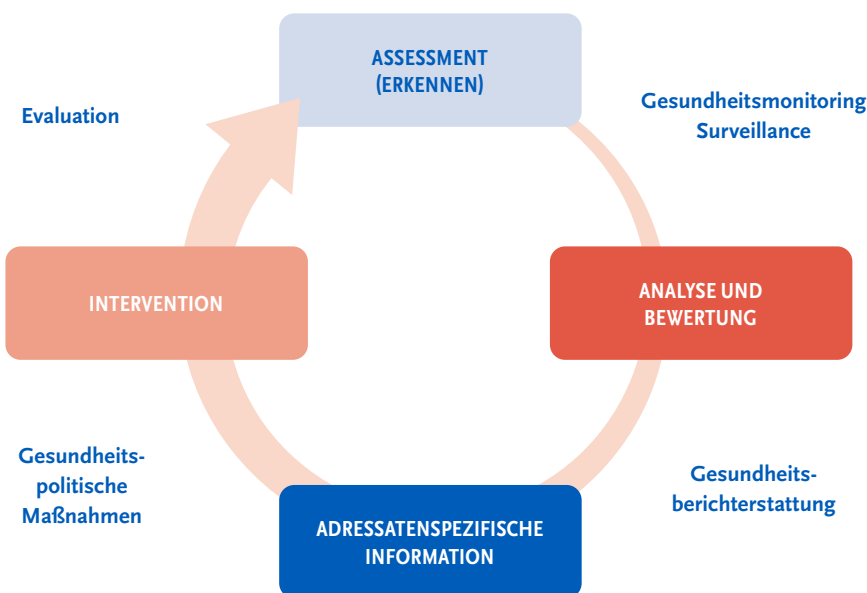 ASSESSMENT
(ERKENNEN)
Evaluation
Gesundheitsmonitoring
Surveillance
INTERVENTION
ANALYSE UND
BEWERTUNG
Gesundheits-
politische
Maßnahmen
Gesundheits-
berichterstattung
ADRESSATENSPEZIFISCHE
INFORMATION